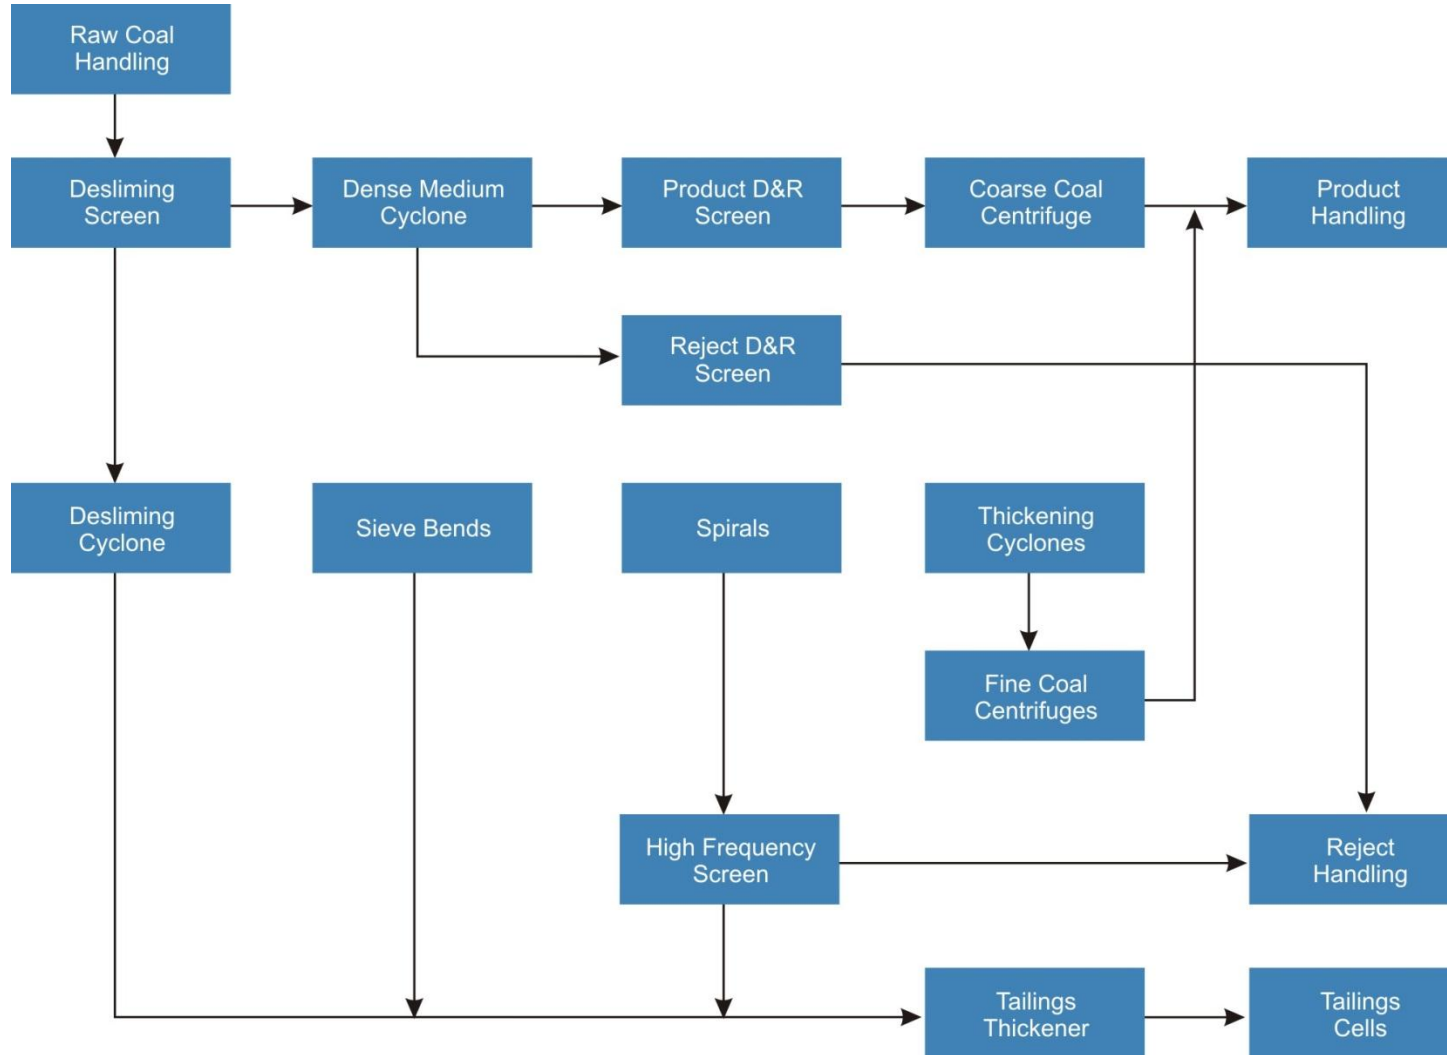 Raw Coal
Handling
Desliming
Screen
Dense Medium
Cyclone
Product D&R
Screen
Coarse Coal
Centrifuge
Product
Handling
Reject D&R
Screen
Desliming
Cyclone
Sieve Bends
Spirals
Thickening
Cyclones
Fine Coal
Centrifuges
High Frequency
Screen
Reject
Handling
Tailings
Thickener
Tailings
Cells